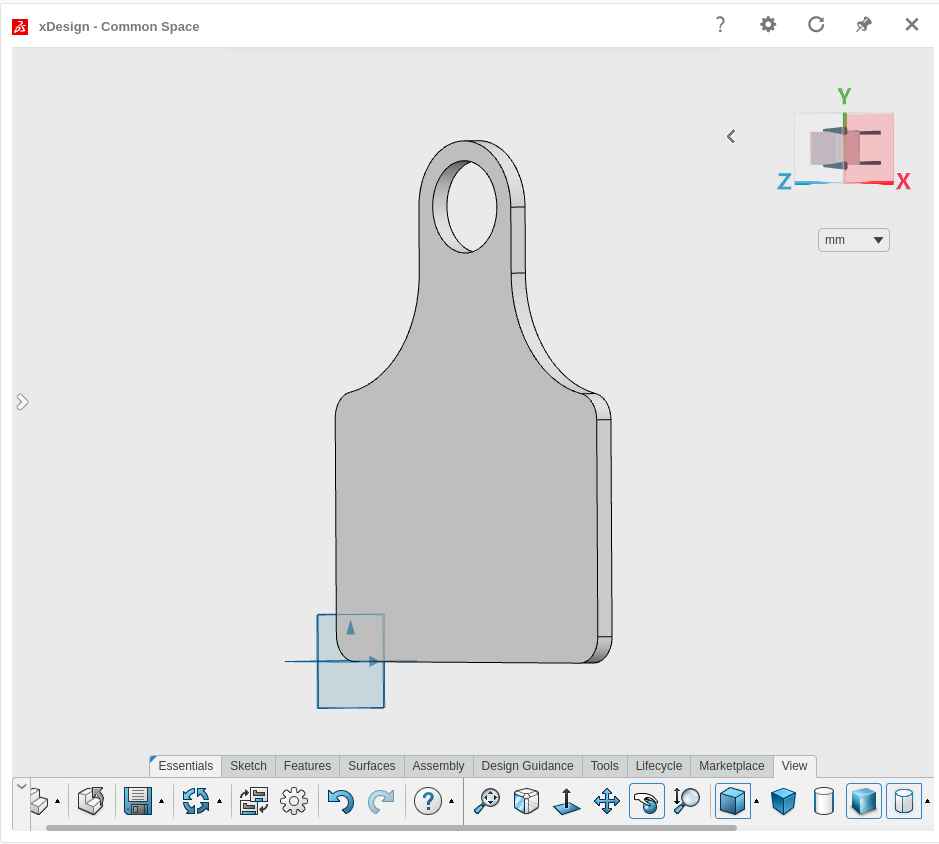 xDesign - Common Space
?
Y
Z
X
mm
Essentials
Sketch
Features
Surfaces
Assembly
Design Guidance
Tools
Lifecycle
Marketplace
View
?